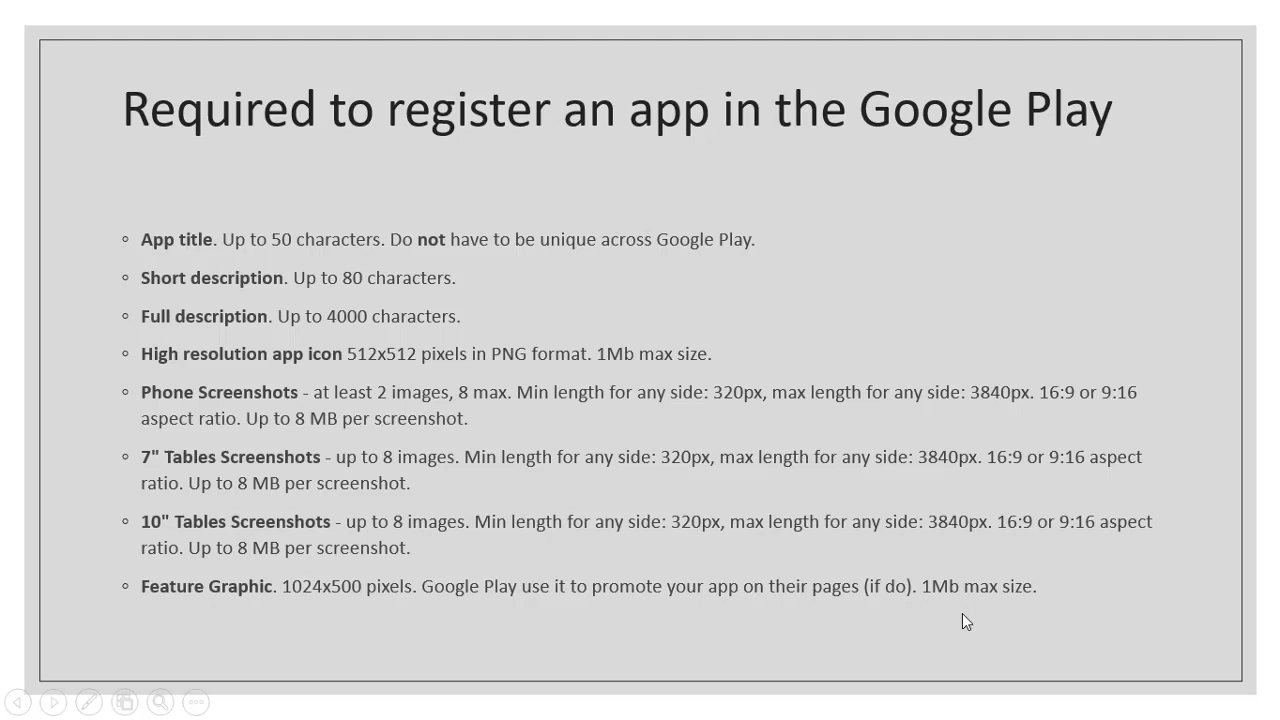 Required to register an app in the Google Play
◦ App title. Up to 50 characters. Do not have to be unique across Google Play.
◦ Short description. Up to 80 characters.
◦ Full description. Up to 4000 characters.
◦ High resolution app icon 512x512 pixels in PNG format. 1Mb max size.
◦ Phone Screenshots - at least 2 images, 8 max. Min length for any side: 320px, max length for any side: 3840px. 16:9 or 9:16
aspect ratio. Up to 8 MB per screenshot.
◦ 7" Tables Screenshots - up to 8 images. Min length for any side: 320px, max length for any side: 3840px. 16:9 or 9:16 aspect
ratio. Up to 8 MB per screenshot.
◦ 10" Tables Screenshots - up to 8 images. Min length for any side: 320px, max length for any side: 3840px. 16:9 or 9:16 aspect
ratio. Up to 8 MB per screenshot.
◦ Feature Graphic. 1024x500 pixels. Google Play use it to promote your app on their pages (if do). 1Mb max size.